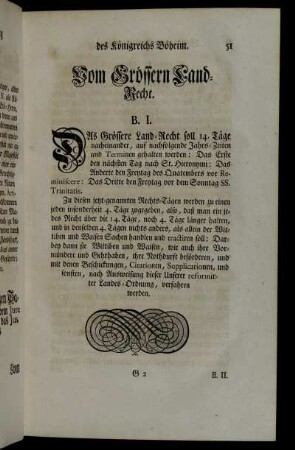 des Königreichs Böheim. 51
Vom Grössern Land-
Recht.
B. I.
DAs Grössere Land-Recht soll 14. Täge
nacheinander, auf nachfolgende Jahrs-Zeiten
und Terminen gehalten werden: Das Erste
den nächsten Tag nach St. Hieronymi: Das
Anderte den Freytag des Quatembers vor Re-
miniscere: Das Dritte den Freytag vor dem Sonntag SS.
Trinitatis.
Zu diesen jetzt-genannten Rechts-Tägen werden zu einen
jeden insonderheit 4. Täge zugegeben, also, daß man ein je-
des Recht über die 14. Täge, noch 4. Täge länger halten,
und in denselben 4. Tägen nichts anders, als allein der Wit-
tiben und Waisen Sachen handlen und tractiren soll: Dar-
bey dann sie Wittiben und Waisen, wie auch ihre Vor-
mündere und Gerhaben, ihre Nothdurft befördern, und
mit denen Beschickungen, Citationen, Supplicationen, und
sonsten, nach Ausweisung dieser Unserer reformir-
ter Landes-Ordnung, verfahren
werden.
G 2 B. II.